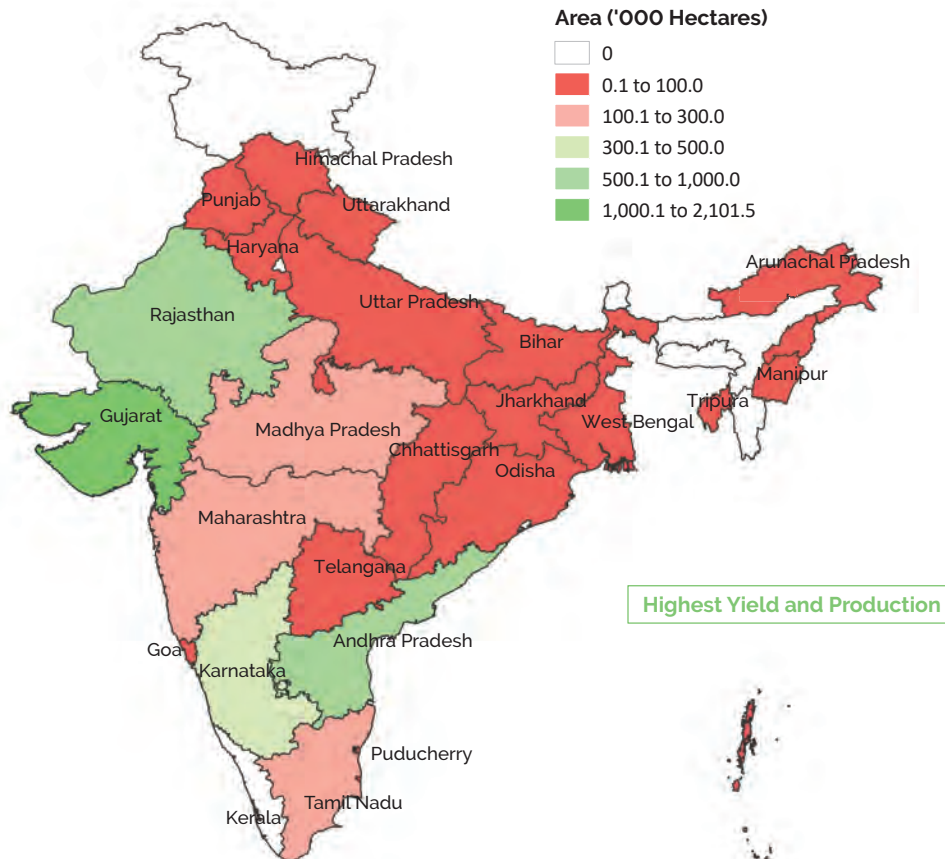 Area ('000 Hectares)
0
0.1 to 100.0
100.1 to 300.0
300.1 to 500.0
500.1 to 1,000.0
1,000.1 to 2,101.5
Himachal Pradesh
Punjab
Uttarakhand
Haryana
Arunachal Pradesh
Uttar Pradesh
Rajasthan
Bihar
Manipur
Jharkhand
Tripura
Gujarat
West Bengal
Madhya Pradesh
Chhattisgarh
Odisha
Maharashtra
Telangana
Highest Yield and Production
Andhra Pradesh
Goa
Karnataka
Puducherry
Tamil Nadu
Kerala